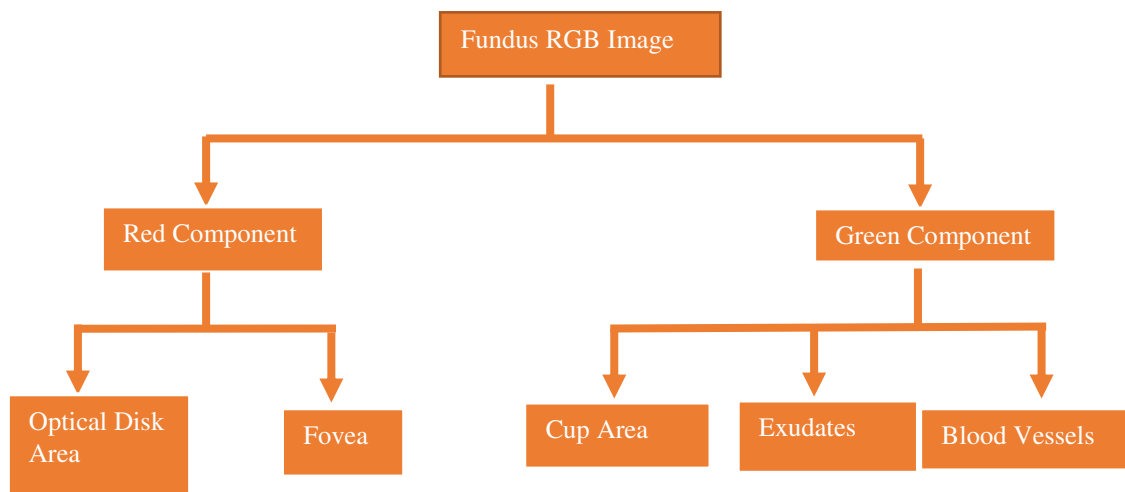 Fundus RGB Image
Red Component
Green Component
Optical Disk
Area
Fovea
Cup Area
Exudates
Blood Vessels